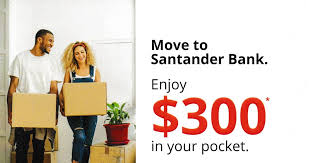 Move to
Santander Bank.
Enjoy
$300*
in your pocket.